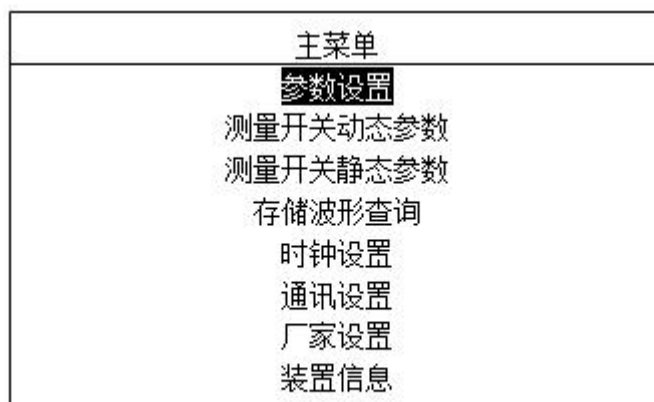 主菜单
参数设置
测量开关动态参数
测量开关静态参数
存储波形查询
时钟设置
通讯设置
厂家设置
装置信息